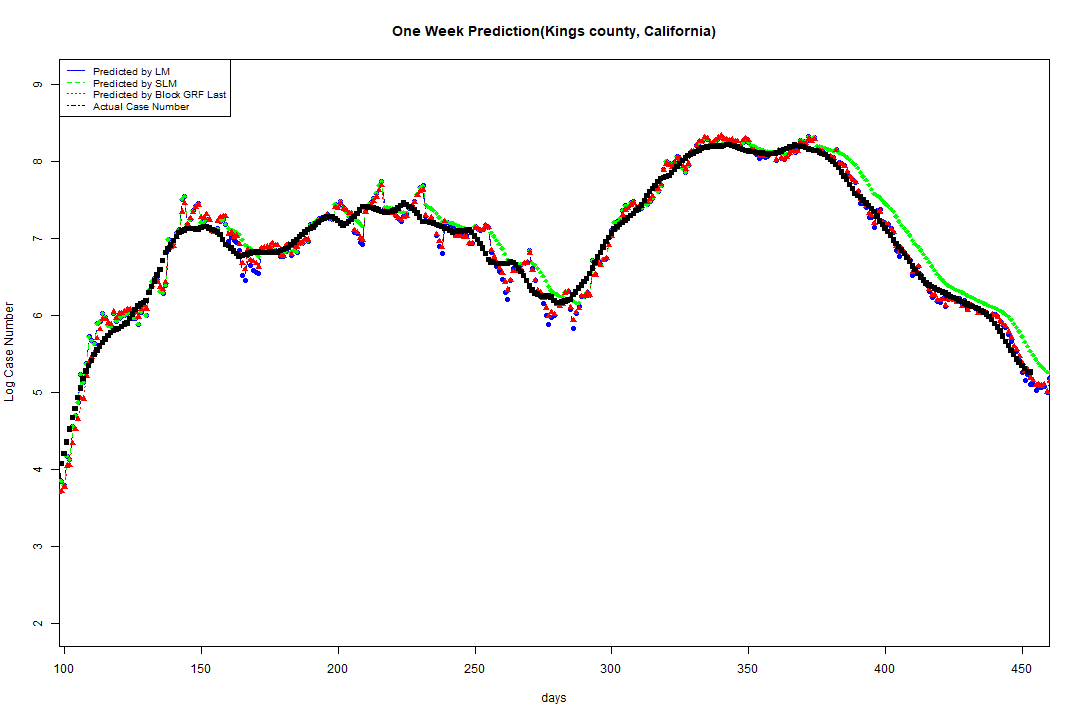 One Week Prediction(Kings county, California)
Predicted by LM
Predicted by SLM
Predicted by Block GRF Last
Actual Case Number
9
8
7
6
5
4
3
2
Log Case Number
100 150 200 250 300 350 400 450
days